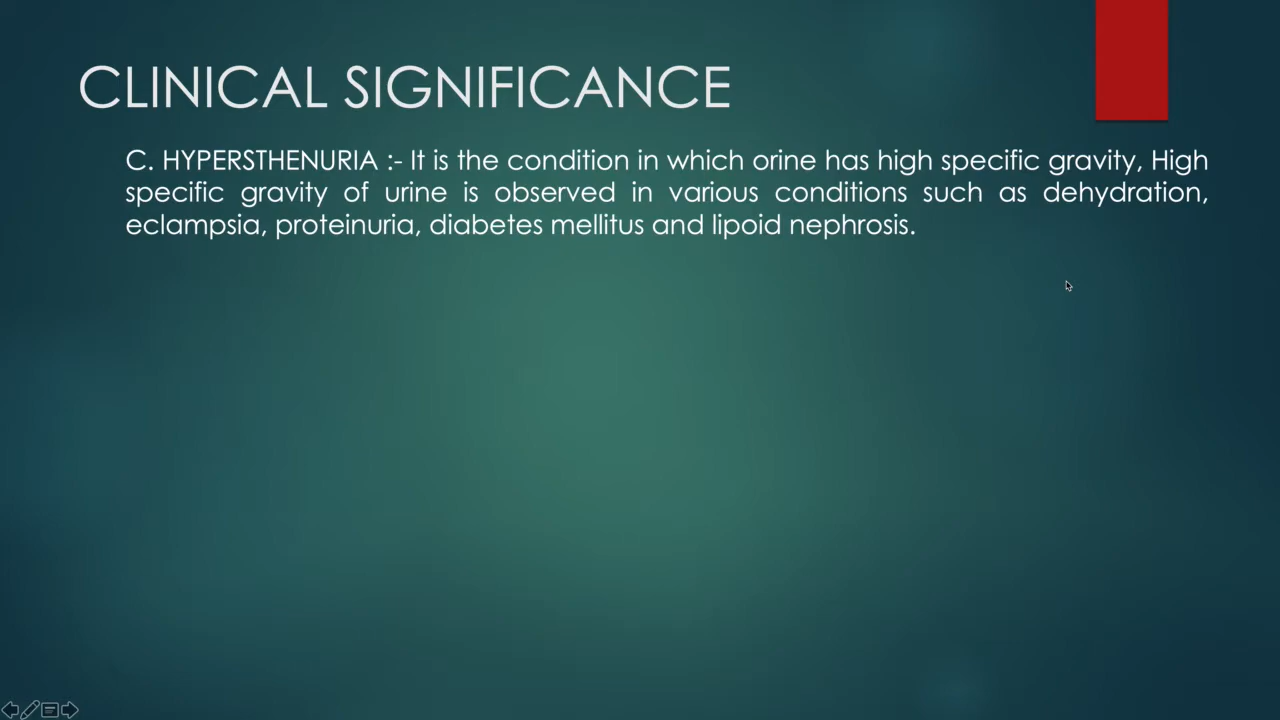 CLINICAL SIGNIFICANCE
C. HYPERSTHENURIA :- It is the condition in which orine has high specific gravity, High
specific gravity of urine is observed in various conditions such as dehydration,
eclampsia, proteinuria, diabetes mellitus and lipoid nephrosis.